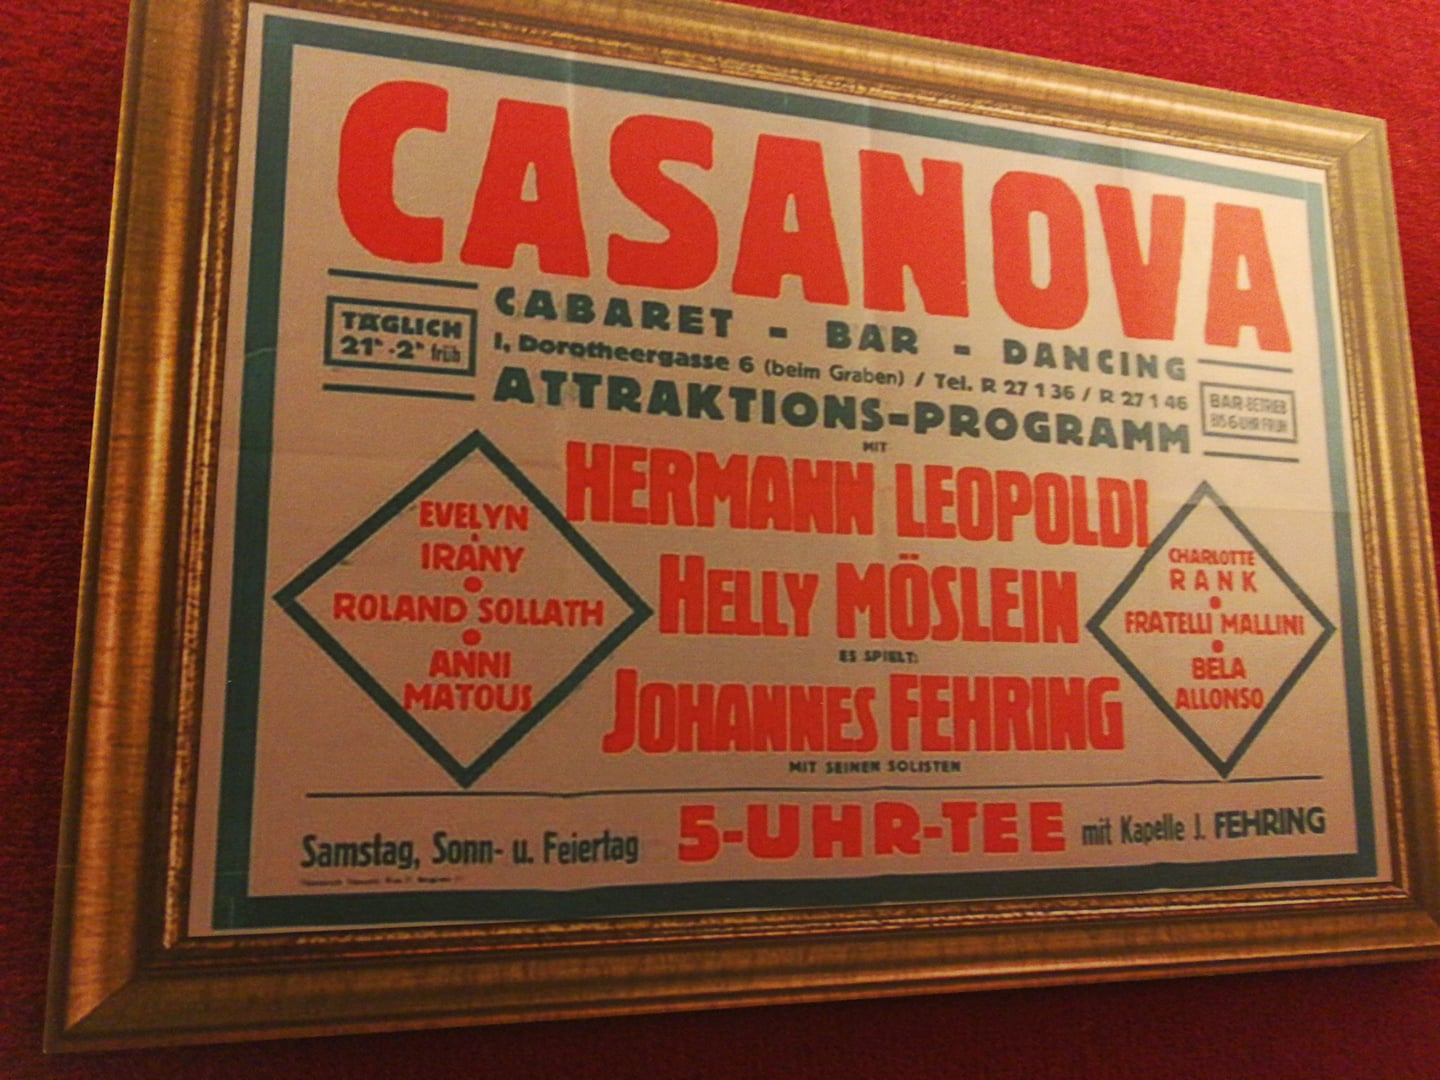 CASANOVA
CABARET - BAR - DANCING
TÄGLICH
21ʰ-2ʰ früh
I, Dorotheergasse 6 (beim Graben) / Tel. R 27 1 36 / R 27 1 46
ATTRAKTIONS-PROGRAMM
BAR-BETRIEB
BIS 6 UHR FRÜH
MIT
HERMANN LEOPOLDI
HELLY MÖSLEIN
ES SPIELT:
JOHANNES FEHRING
MIT SEINEN SOLISTEN
EVELYN
IRÁNY
ROLAND SOLLATH
ANNI
MATOUS
CHARLOTTE
RANK
FRATELLI MALLINI
BELA
ALLONSO
Samstag, Sonn- u. Feiertag 5-UHR-TEE mit Kapelle J. FEHRING